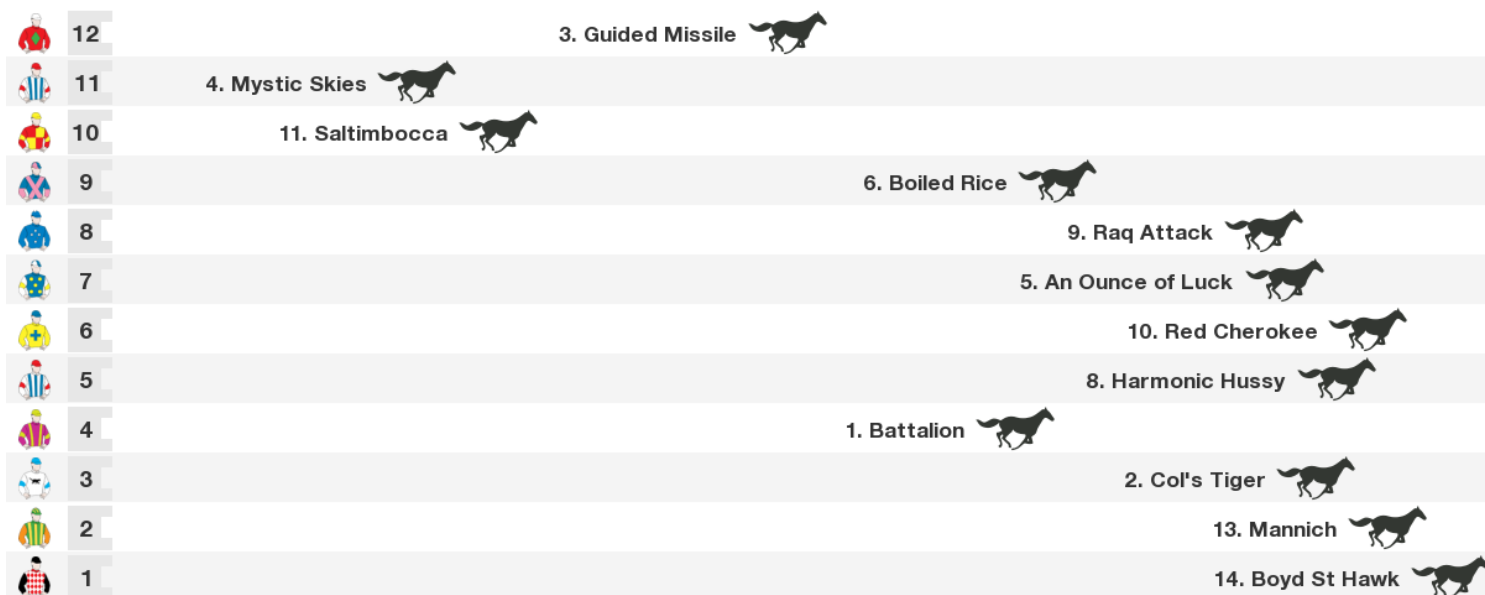 12 3. Guided Missile
11 4. Mystic Skies
10 11. Saltimbocca
9 6. Boiled Rice
8 9. Raq Attack
7 5. An Ounce of Luck
6 10. Red Cherokee
5 8. Harmonic Hussy
4 1. Battalion
3 2. Col's Tiger
2 13. Mannich
1 14. Boyd St Hawk